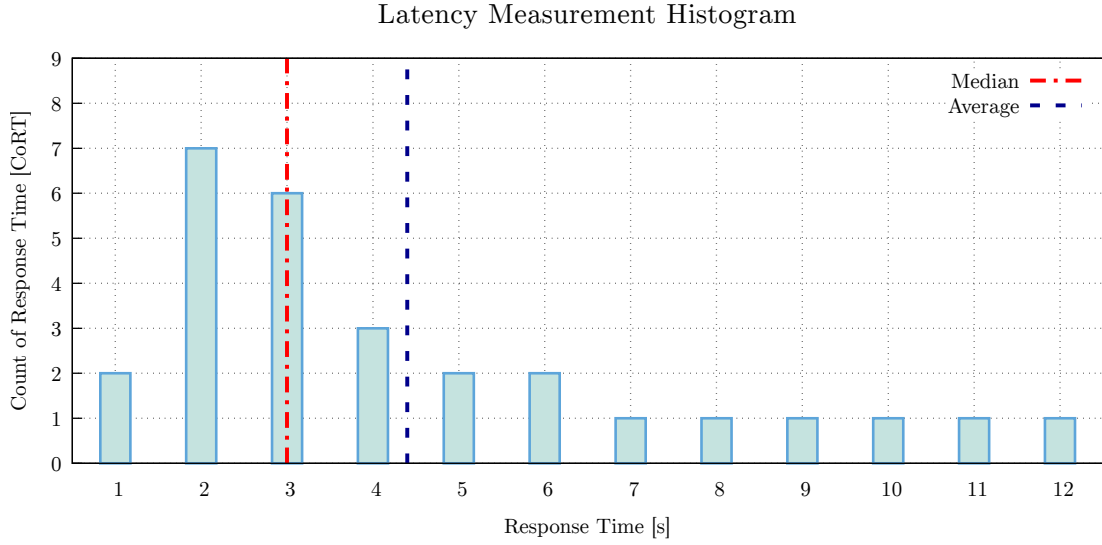 Latency Measurement Histogram
9
8
7
6
5
4
3
2
1
0
Count of Response Time [CoRT]
Median
Average
1 2 3 4 5 6 7 8 9 10 11 12
Response Time [s]